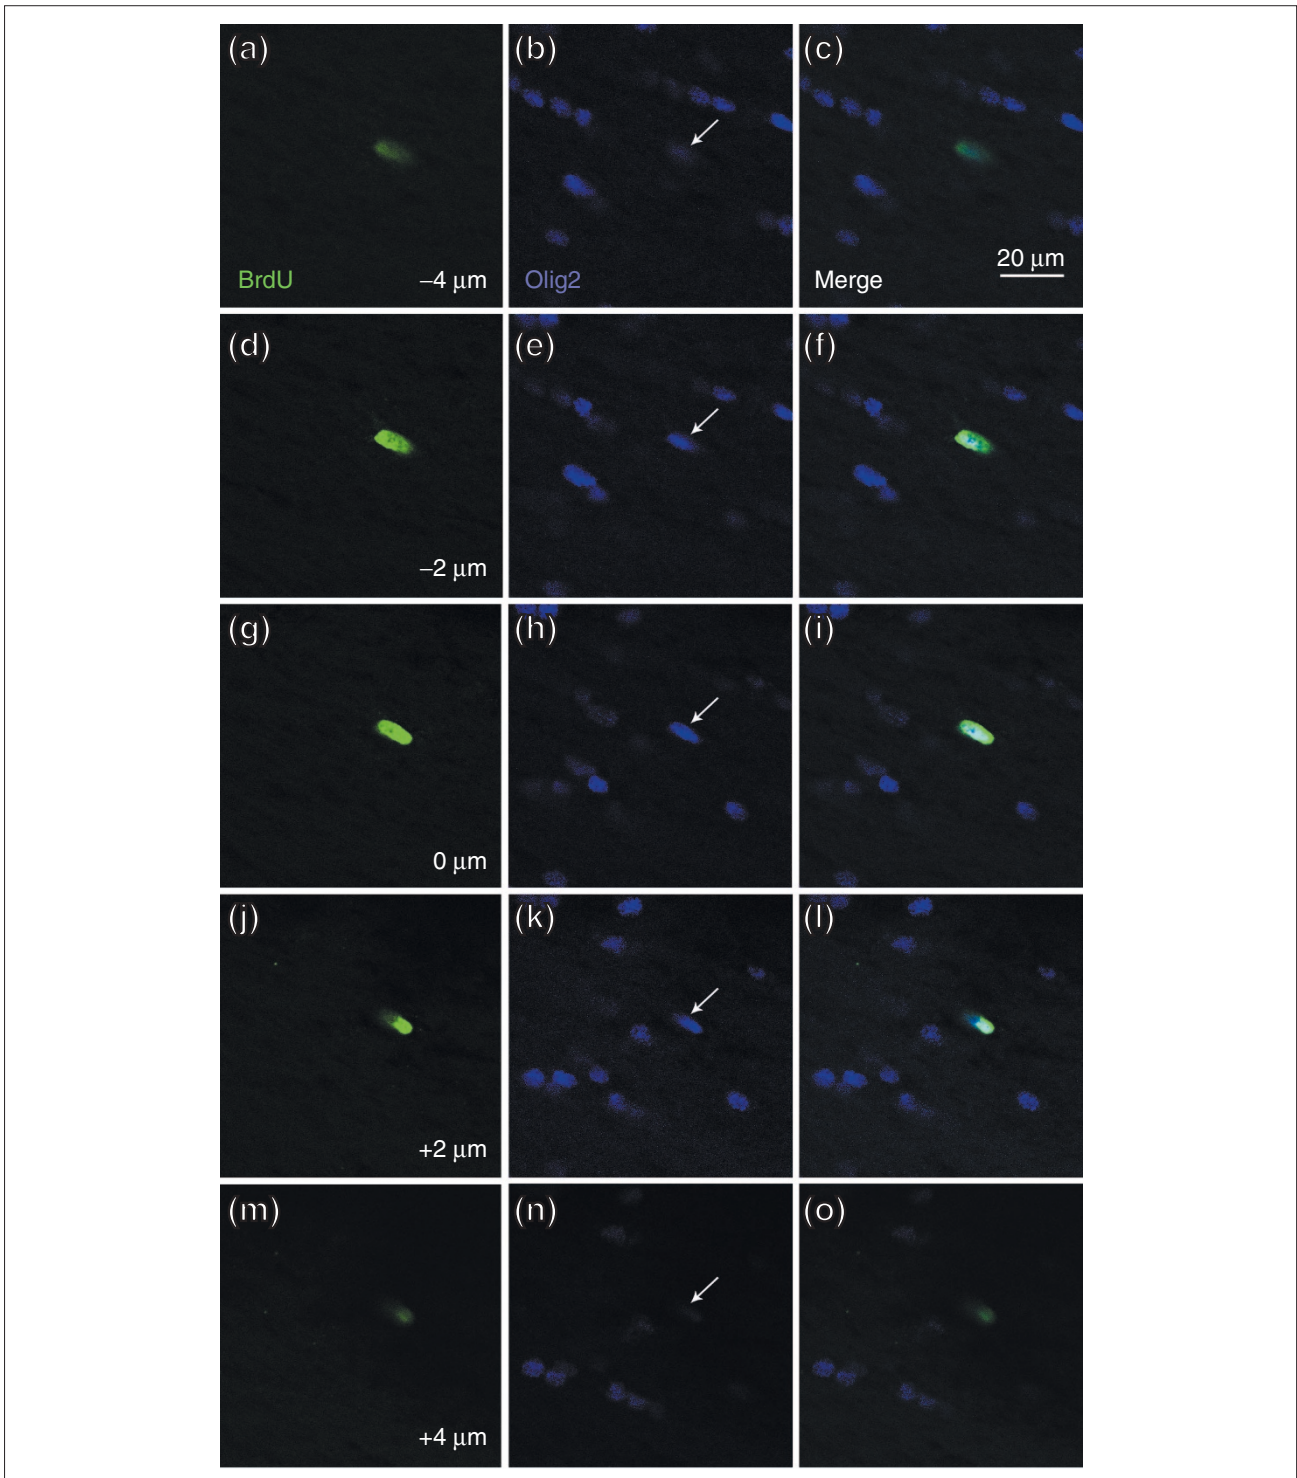 (a) (b) (c)
BrdU −4 µm Olig2 Merge 20 µm
(d) (e) (f)
−2 µm
(g) (h) (i)
0 µm
(j) (k) (l)
+2 µm
(m) (n) (o)
+4 µm